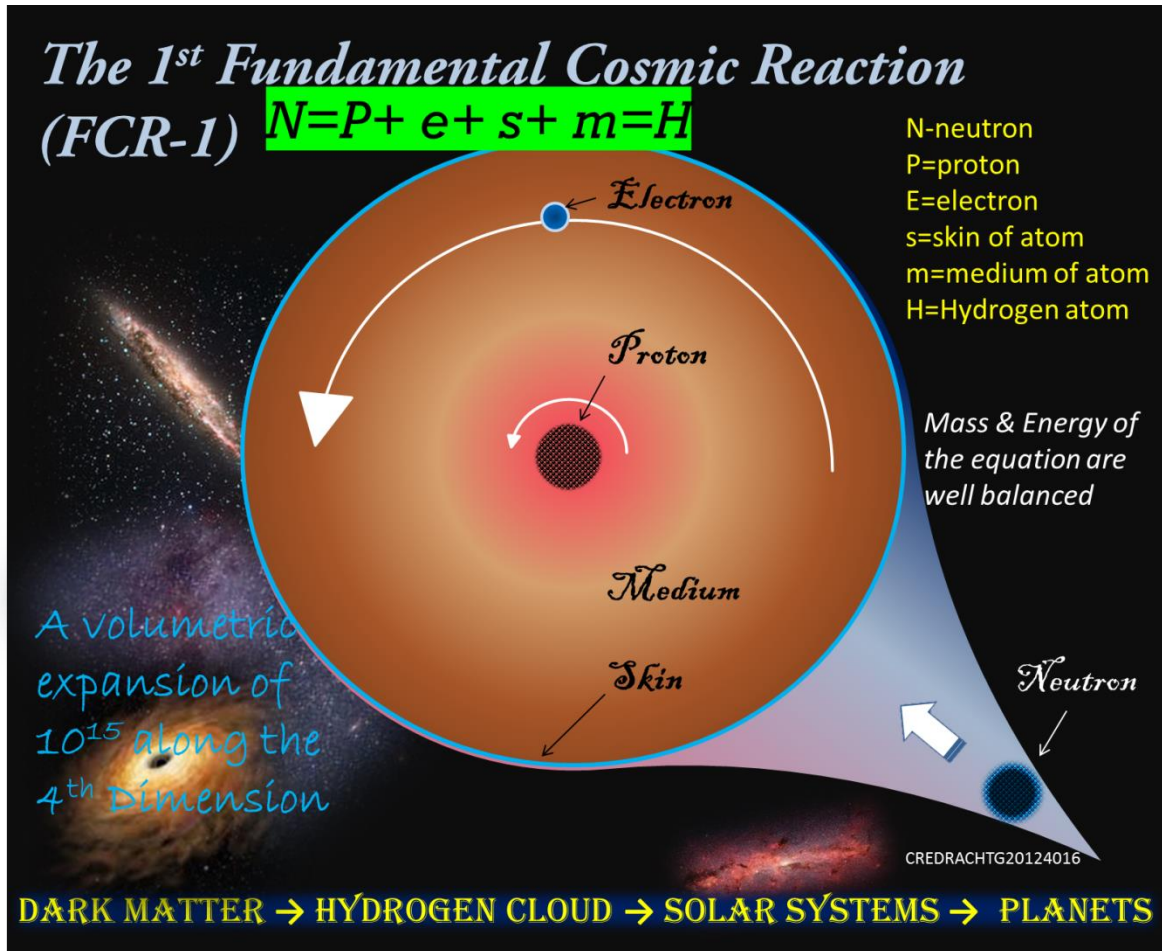 The 1st Fundamental Cosmic Reaction
(FCR-1) N=P+ e+ s+ m=H
N-neutron
P=proton
E=electron
s=skin of atom
m=medium of atom
H=Hydrogen atom
Electron
Proton
Mass & Energy of
the equation are
well balanced
Medium
A volumetric
expansion of
10¹⁵ along the
4th Dimension
Skin
Neutron
CREDRACHTG20124016
DARK MATTER → HYDROGEN CLOUD → SOLAR SYSTEMS → PLANETS